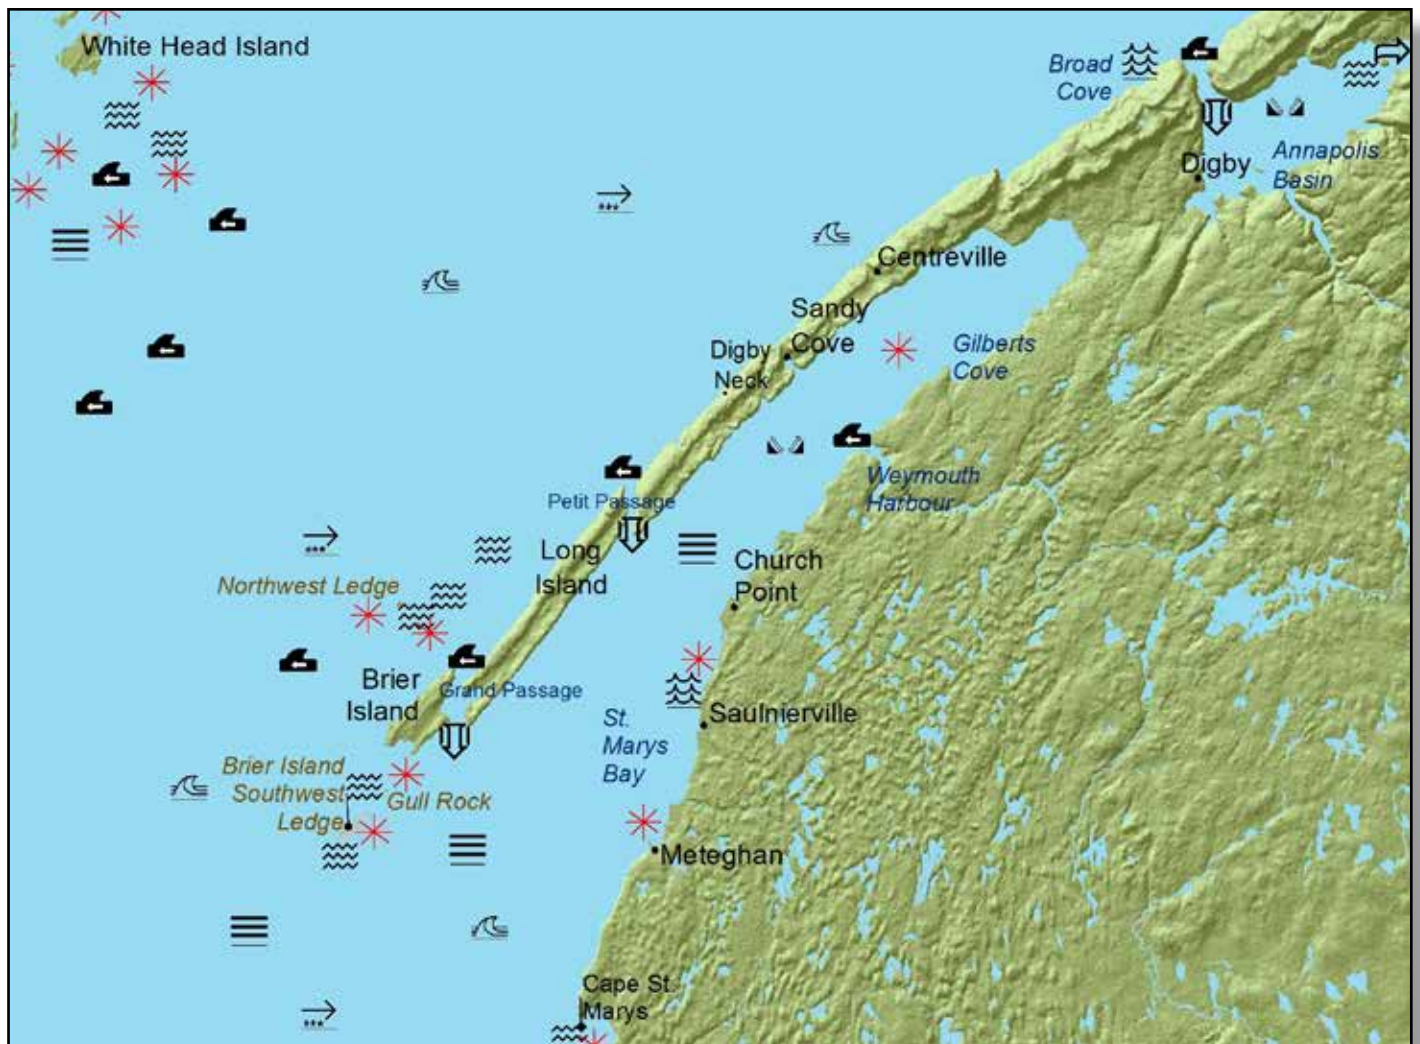 White Head Island
Broad
Cove
Digby
Annapolis
Basin
Centreville
Sandy
Cove
Digby
Neck
Gilberts
Cove
Weymouth
Harbour
Petit Passage
Long
Island
Church
Point
Northwest Ledge
Brier
Island
Grand Passage
St.
Marys
Bay
Saulnierville
Brier Island
Southwest
Ledge
Gull Rock
Meteghan
Cape St.
Marys